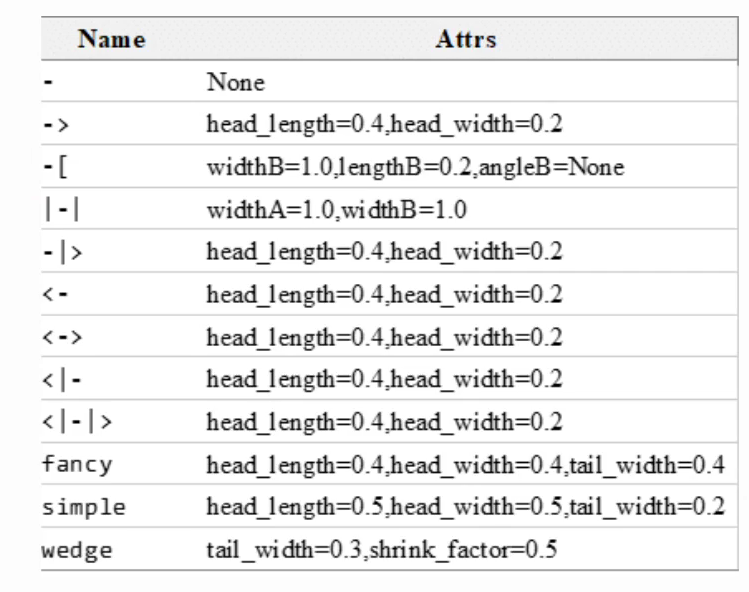 Name Attrs
- None
-> head_length=0.4,head_width=0.2
-[ widthB=1.0,lengthB=0.2,angleB=None
|-| widthA=1.0,widthB=1.0
-|> head_length=0.4,head_width=0.2
<- head_length=0.4,head_width=0.2
<-> head_length=0.4,head_width=0.2
<|- head_length=0.4,head_width=0.2
<|-|> head_length=0.4,head_width=0.2
fancy head_length=0.4,head_width=0.4,tail_width=0.4
simple head_length=0.5,head_width=0.5,tail_width=0.2
wedge tail_width=0.3,shrink_factor=0.5